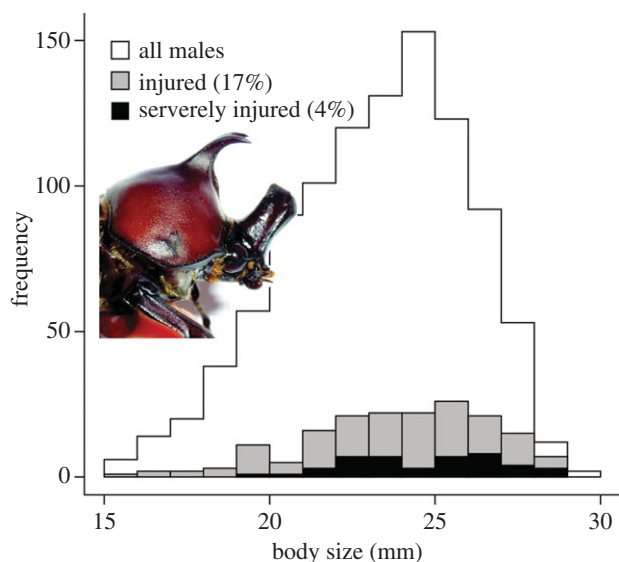 150
all males
injured (17%)
serverely injured (4%)
100
frequency
50
0
15
20
25
30
body size (mm)